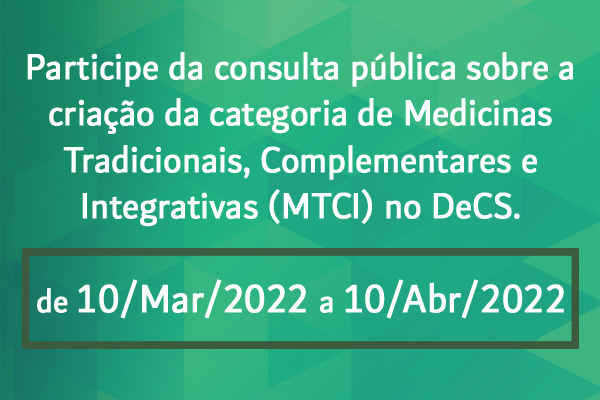 Participe da consulta pública sobre a
criação da categoria de Medicinas
Tradicionais, Complementares e
Integrativas (MTCI) no DeCS.
de 10/Mar/2022 a 10/Abr/2022